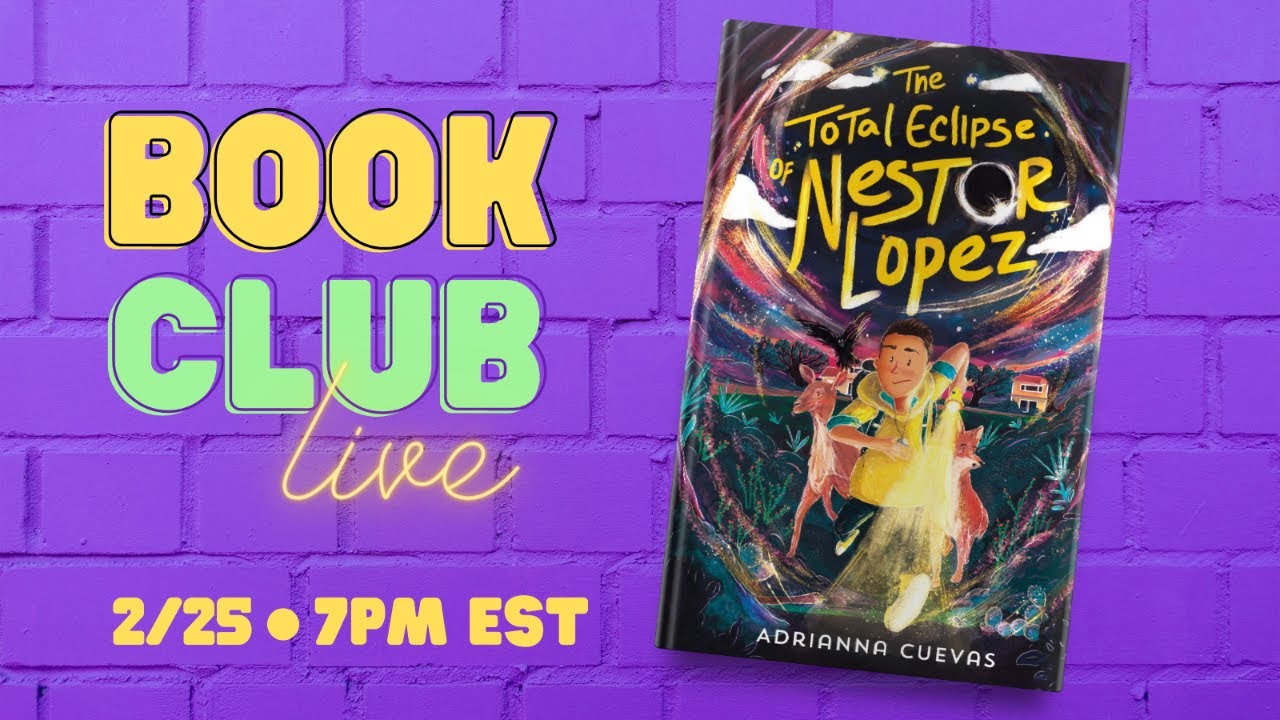 BOOK
CLUB
live
2/25 • 7PM EST
The
Total Eclipse
OF NESTOR
Lopez
ADRIANNA CUEVAS